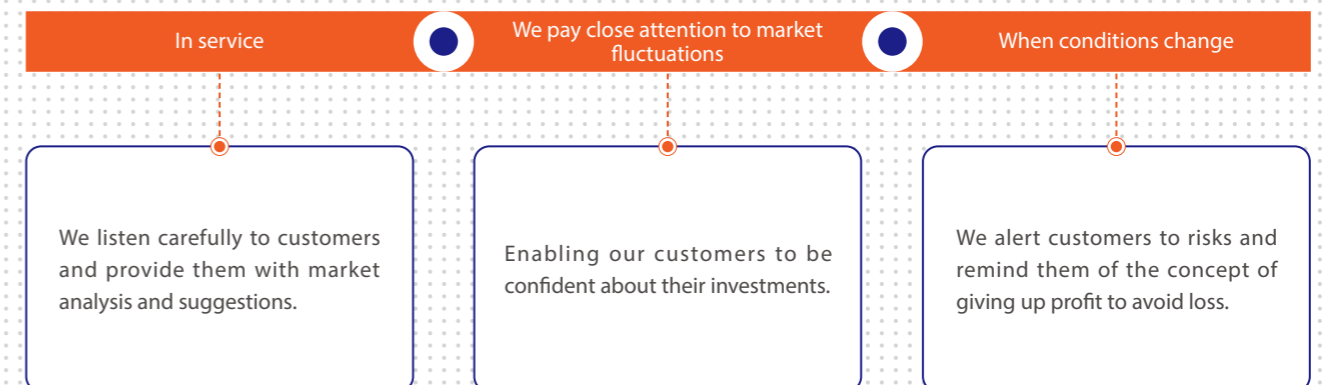 In service
We pay close attention to market
fluctuations
When conditions change
We listen carefully to customers
and provide them with market
analysis and suggestions.
Enabling our customers to be
confident about their investments.
We alert customers to risks and
remind them of the concept of
giving up profit to avoid loss.